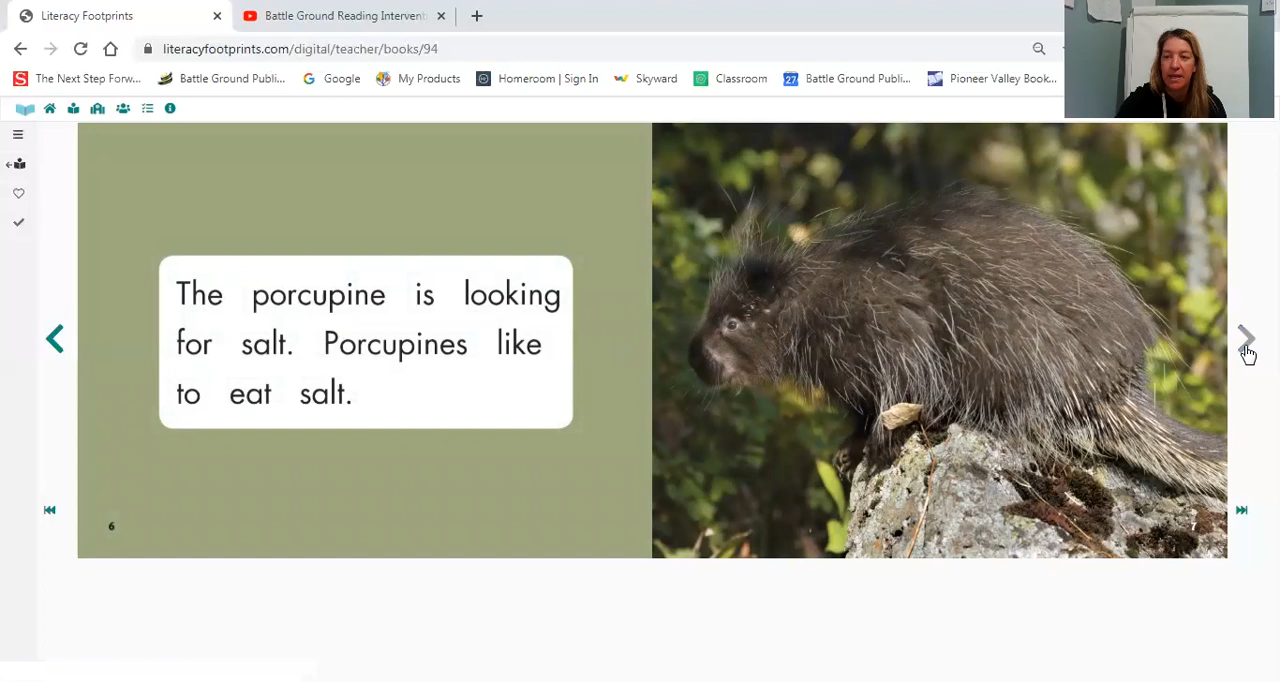 Literacy Footprints
Battle Ground Reading Intervent
literacyfootprints.com/digital/teacher/books/94
The Next Step Forw...
Battle Ground Publi...
Google
My Products
Homeroom | Sign In
Skyward
Classroom
27
Battle Ground Publi...
Pioneer Valley Book...
The porcupine is looking
for salt. Porcupines like
to eat salt.
6
7